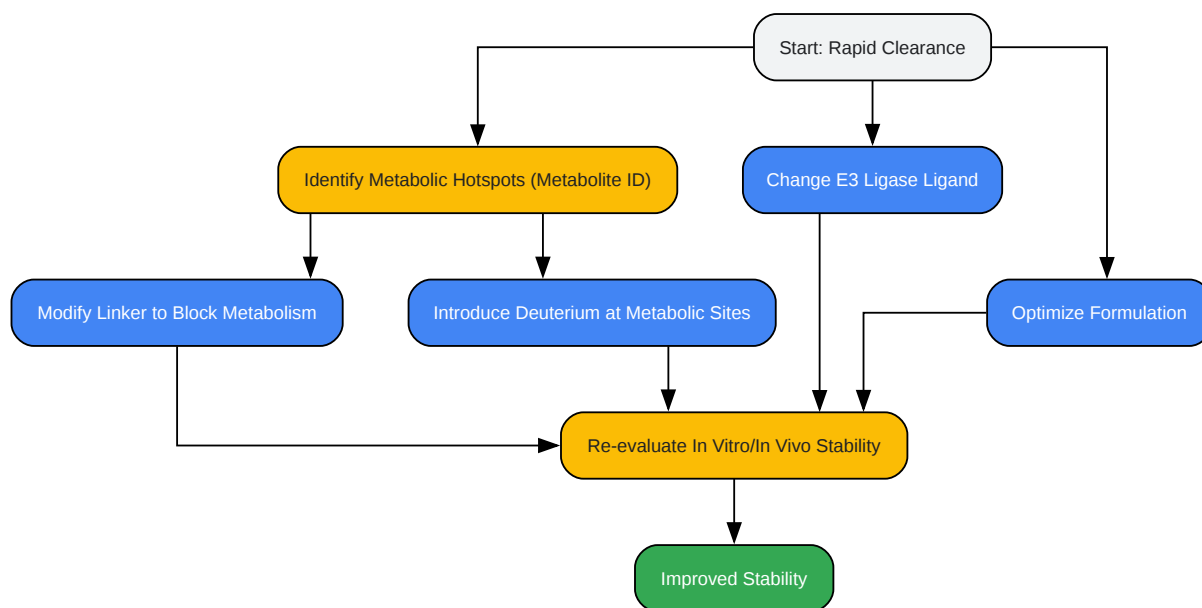 Start: Rapid Clearance
Identify Metabolic Hotspots (Metabolite ID)
Change E3 Ligase Ligand
Modify Linker to Block Metabolism
Introduce Deuterium at Metabolic Sites
Optimize Formulation
Re-evaluate In Vitro/In Vivo Stability
Improved Stability